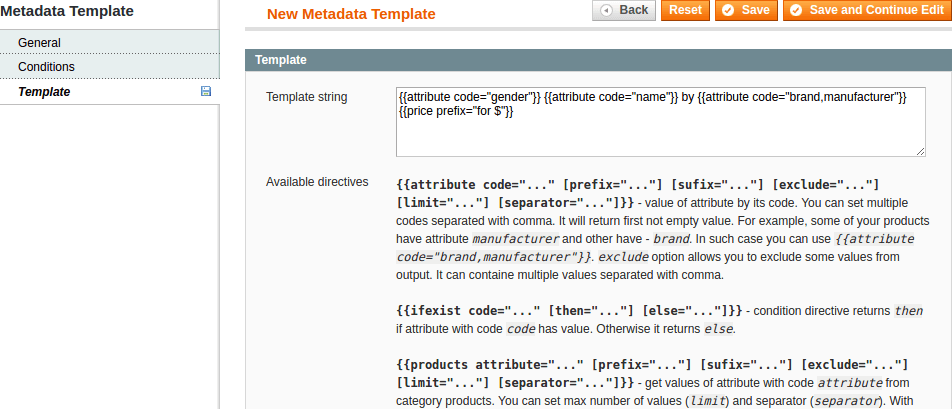 Metadata Template
General
Conditions
Template
New Metadata Template
Back
Reset
Save
Save and Continue Edit
Template
Template string
{{attribute code="gender"}} {{attribute code="name"}} by {{attribute code="brand,manufacturer"}}
{{price prefix="for $"}}
Available directives
{{attribute code="..." [prefix="..."] [sufix="..."] [exclude="..."]
[limit="..."] [separator="..."]}} - value of attribute by its code. You can set multiple
codes separated with comma. It will return first not empty value. For example, some of your products
have attribute manufacturer and other have - brand. In such case you can use {{attribute
code="brand,manufacturer"}}. exclude option allows you to exclude some values from
output. It can containe multiple values separated with comma.
{{ifexist code="..." [then="..."] [else="..."]}} - condition directive returns then
if attribute with code code has value. Otherwise it returns else.
{{products attribute="..." [prefix="..."] [sufix="..."] [exclude="..."]
[limit="..."] [separator="..."]}} - get values of attribute with code attribute from
category products. You can set max number of values (limit) and separator (separator). With